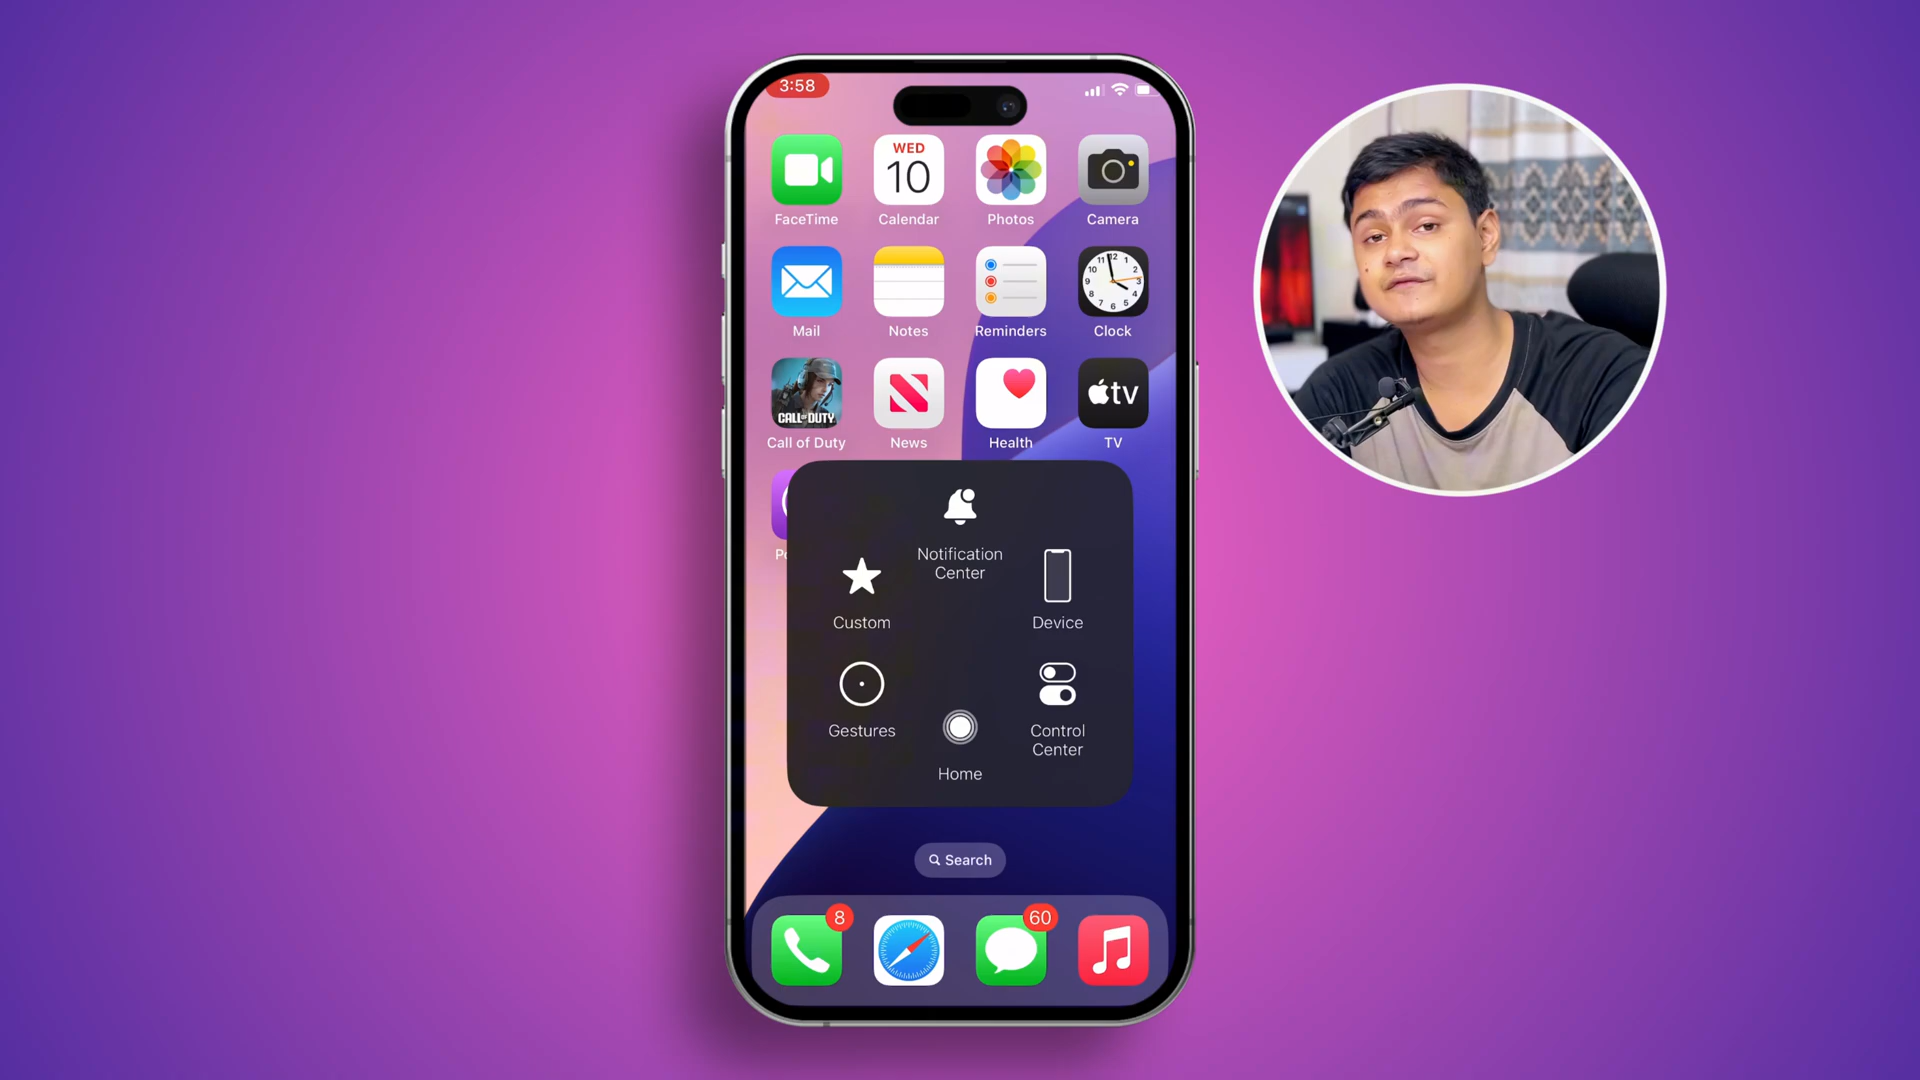 3:58
WED
10
FaceTime
Calendar
Photos
Camera
Mail
Notes
Reminders
Clock
CALL OF DUTY
tv
Call of Duty
News
Health
TV
Notification
Center
Custom
Device
Gestures
Control
Center
Home
Search
8
60